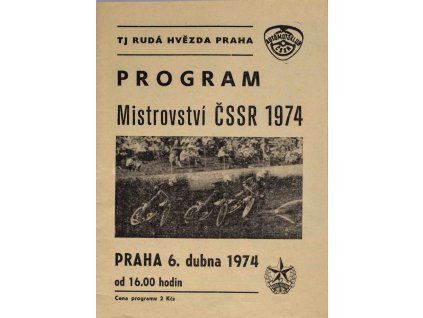 TJ RUDÁ HVĚZDA PRAHA
AUTOMOTOKLUB
PROGRAM
Mistrovství ČSSR 1974
PRAHA 6. dubna 1974
od 16.00 hodin
Cena programu 2 Kčs